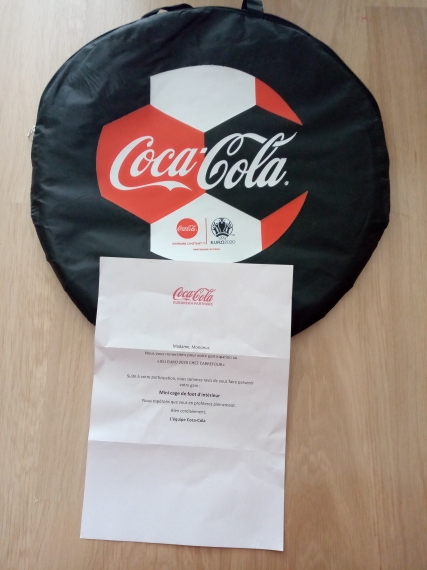 Coca-Cola
Coca-Cola
EURO2020
Coca-Cola
Madame, Monsieur,
Nous vous remercions pour votre participation au
CHEZ CARREFOUR
Suite à votre participation, nous sommes ravis de vous faire parvenir
votre gain :
Mini cage de foot d'intérieur
Nous espérons que vous en profiterez pleinement.
Bien cordialement,
L'équipe Coca-Cola